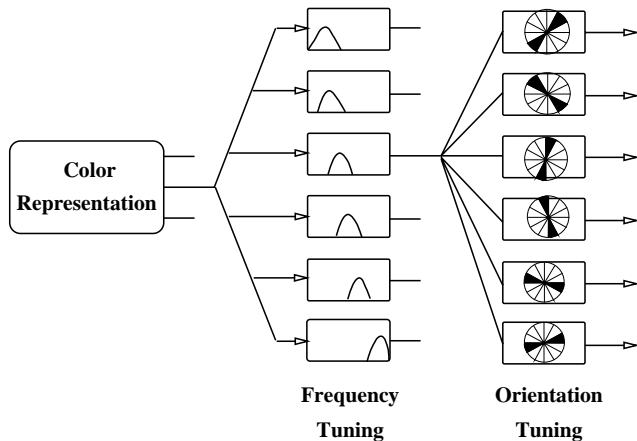 Color
Representation
Frequency
Tuning
Orientation
Tuning